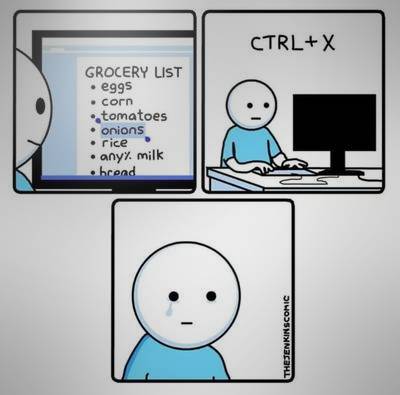 GROCERY LIST
• eggs
• corn
• tomatoes
• onions
• rice
• any% milk
• bread
CTRL+X
THEJENKINSCOMIC